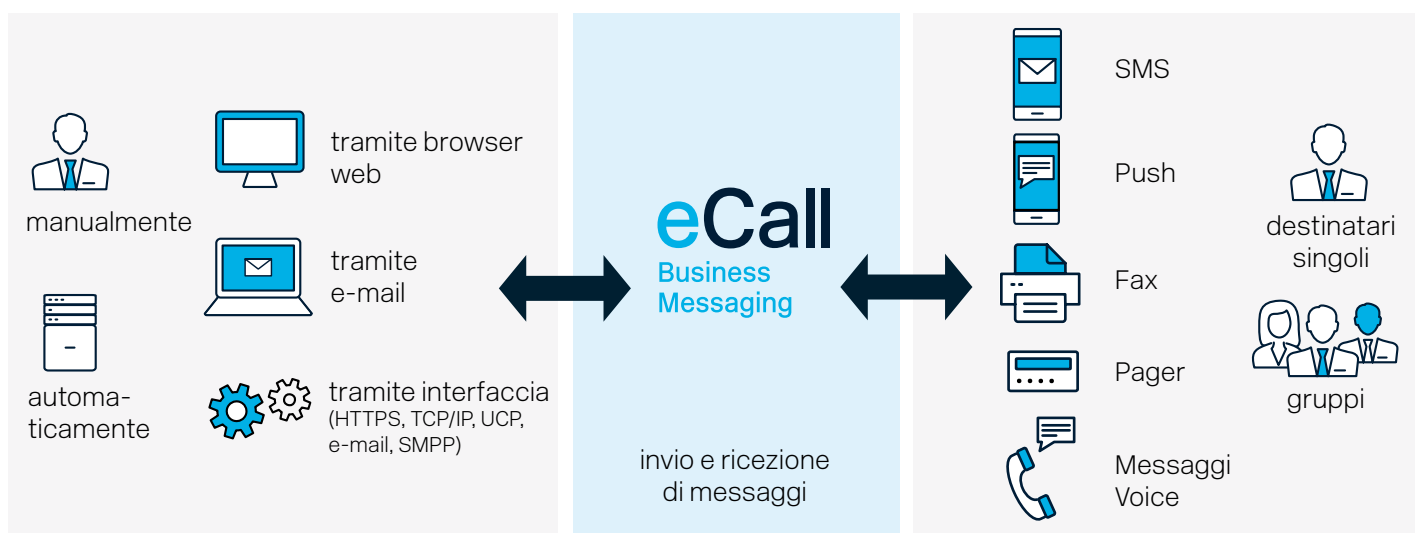 manualmente
automa-
ticamente
tramite browser
web
tramite
e-mail
tramite interfaccia
(HTTPS, TCP/IP, UCP,
e-mail, SMPP)
eCall
Business
Messaging
invio e ricezione
di messaggi
SMS
Push
Fax
Pager
Messaggi
Voice
destinatari
singoli
gruppi